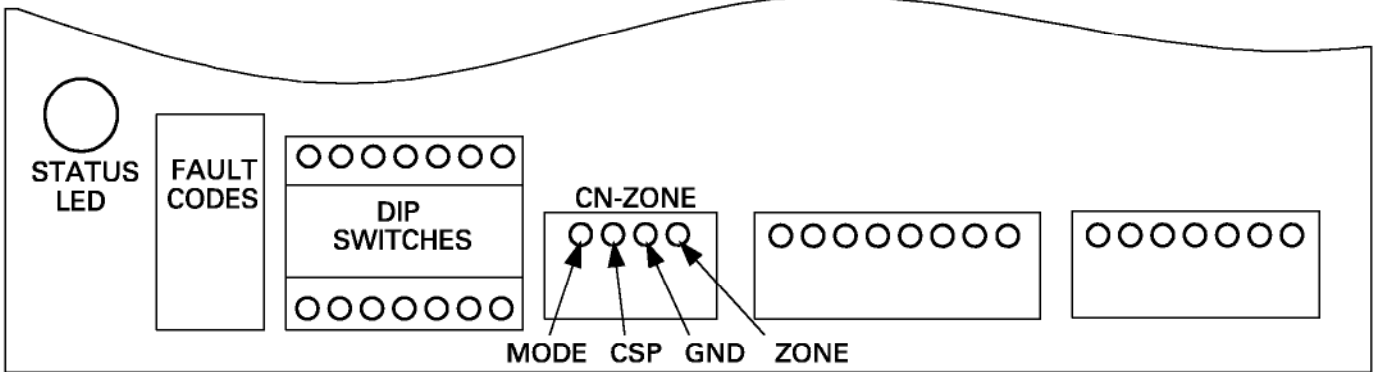 STATUS
LED
FAULT
CODES
DIP
SWITCHES
CN-ZONE
MODE CSP GND ZONE